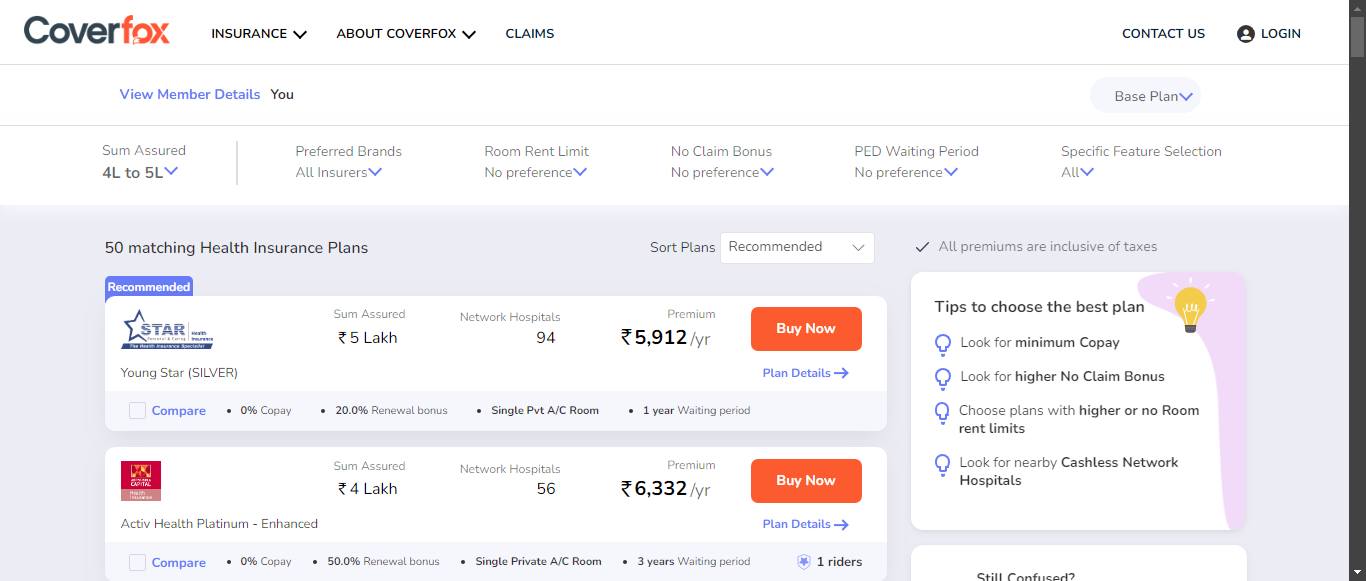 Coverfox INSURANCE ABOUT COVERFOX CLAIMS CONTACT US LOGIN
View Member Details You Base Plan
Sum Assured Preferred Brands Room Rent Limit No Claim Bonus PED Waiting Period Specific Feature Selection
4L to 5L All Insurers No preference No preference No preference All
50 matching Health Insurance Plans Sort Plans Recommended
All premiums are inclusive of taxes
Recommended
STAR Health Insurance
The Health Insurance Specialist
Sum Assured Network Hospitals Premium
₹ 5 Lakh 94 ₹5,912 /yr Buy Now
Young Star (SILVER) Plan Details
Compare • 0% Copay • 20.0% Renewal bonus • Single Pvt A/C Room • 1 year Waiting period
CAPITAL
Health Insurance
Sum Assured Network Hospitals Premium
₹ 4 Lakh 56 ₹6,332 /yr Buy Now
Activ Health Platinum - Enhanced Plan Details
Compare • 0% Copay • 50.0% Renewal bonus • Single Private A/C Room • 3 years Waiting period 1 riders
Tips to choose the best plan
Look for minimum Copay
Look for higher No Claim Bonus
Choose plans with higher or no Room
rent limits
Look for nearby Cashless Network
Hospitals
Still Confused?